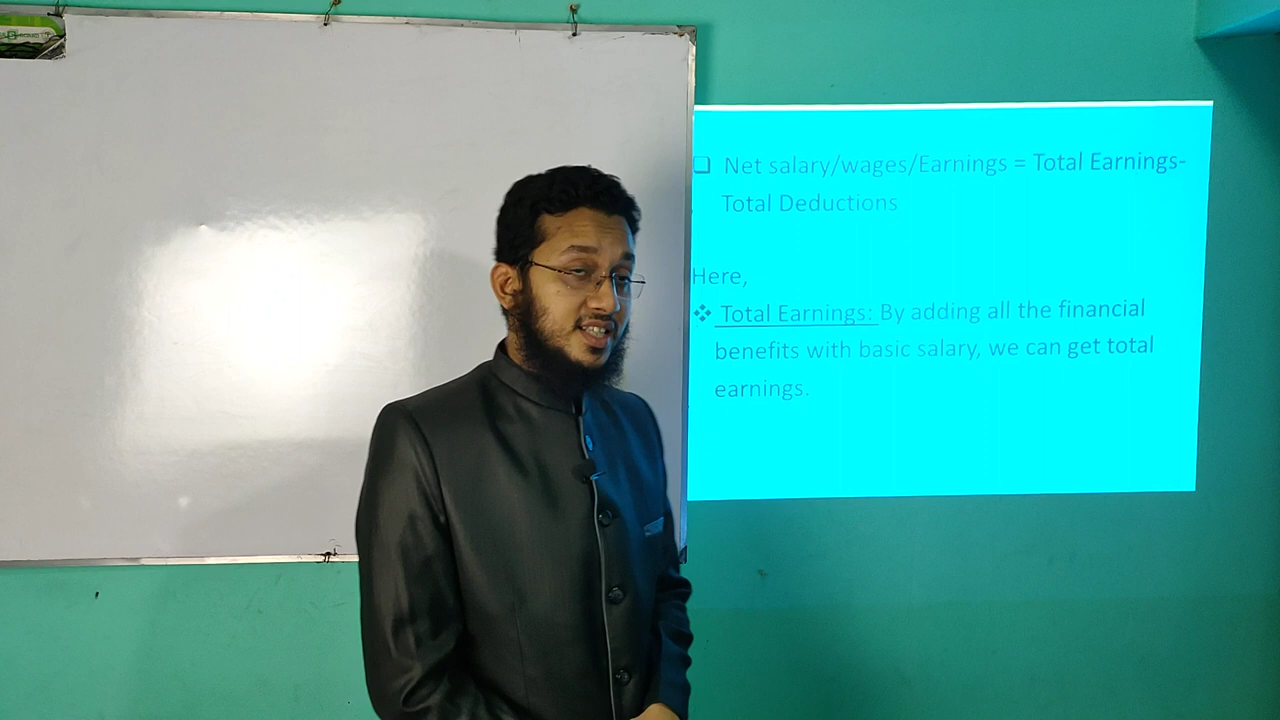 ❑ Net salary/wages/Earnings = Total Earnings-
Total Deductions
Here,
❖ Total Earnings: By adding all the financial
benefits with basic salary, we can get total
earnings.